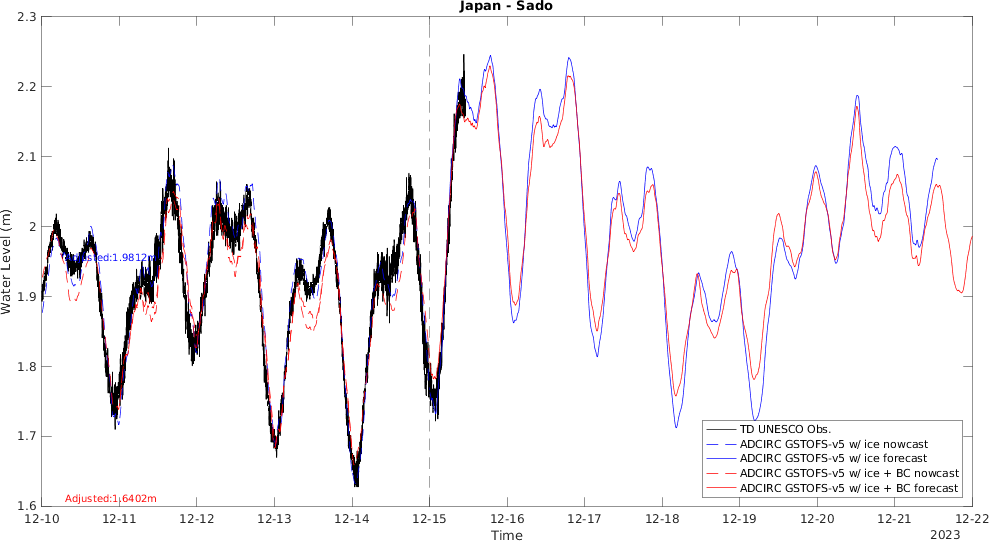 Japan - Sado
2.3
2.2
2.1
2
1.9
1.8
1.7
1.6
Water Level (m)
Adjusted:1.9812m
Adjusted:1.6402m
TD UNESCO Obs.
ADCIRC GSTOFS-v5 w/ ice nowcast
ADCIRC GSTOFS-v5 w/ ice forecast
ADCIRC GSTOFS-v5 w/ ice + BC nowcast
ADCIRC GSTOFS-v5 w/ ice + BC forecast
12-10 12-11 12-12 12-13 12-14 12-15 12-16 12-17 12-18 12-19 12-20 12-21 12-22
Time
2023